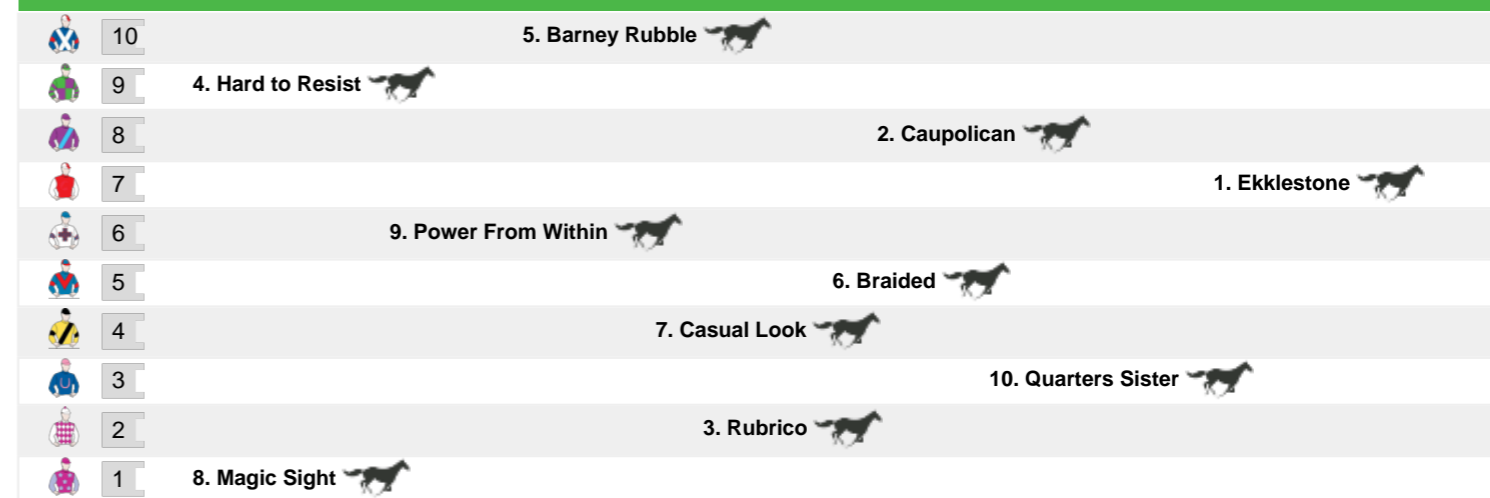 10 5. Barney Rubble
9 4. Hard to Resist
8 2. Caupolican
7 1. Ekklestone
6 9. Power From Within
5 6. Braided
4 7. Casual Look
3 10. Quarters Sister
2 3. Rubrico
1 8. Magic Sight